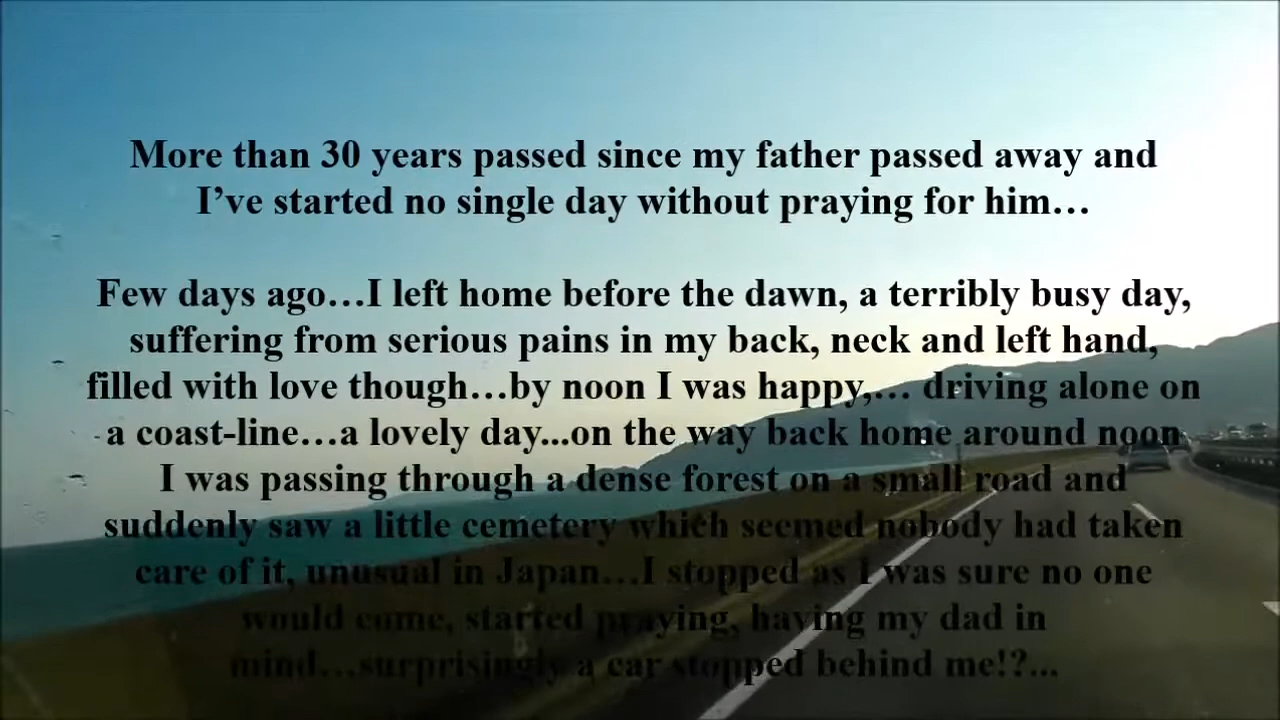 More than 30 years passed since my father passed away and
I’ve started no single day without praying for him…
Few days ago…I left home before the dawn, a terribly busy day,
suffering from serious pains in my back, neck and left hand,
filled with love though…by noon I was happy,… driving alone on
a coast-line…a lovely day...on the way back home around noon
I was passing through a dense forest on a small road and
suddenly saw a little cemetery which seemed nobody had taken
care of it, unusual in Japan…I stopped as I was sure no one
would come, started praying, having my dad in
mind…surprisingly a car stopped behind me!?...